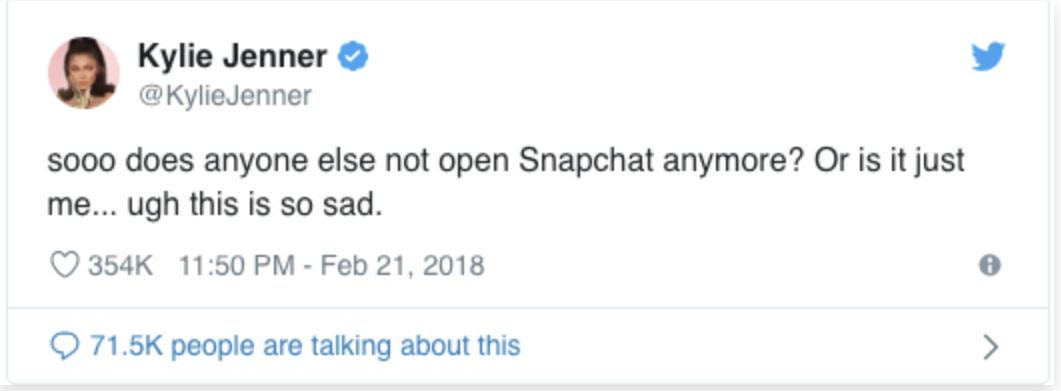 Kylie Jenner
@KylieJenner
sooo does anyone else not open Snapchat anymore? Or is it just
me... ugh this is so sad.
354K 11:50 PM - Feb 21, 2018
71.5K people are talking about this